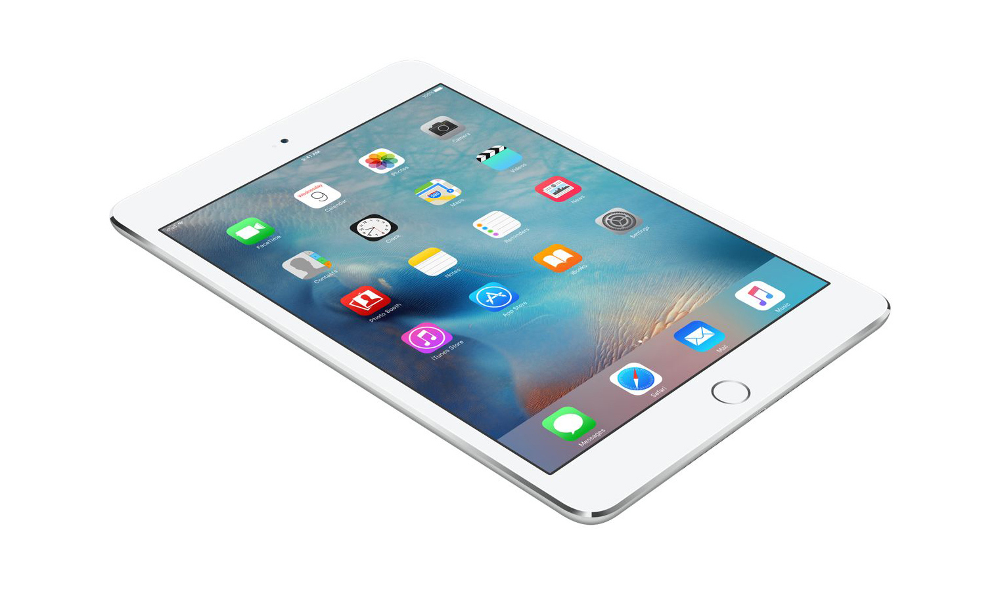 iPad
9:41 AM
100%
FaceTime
Wednesday
9
Calendar
Photos
Camera
Contacts
Clock
Maps
280
Videos
Photo Booth
Notes
Reminders
News
iTunes Store
App Store
iBooks
Settings
Messages
Safari
Mail
Music